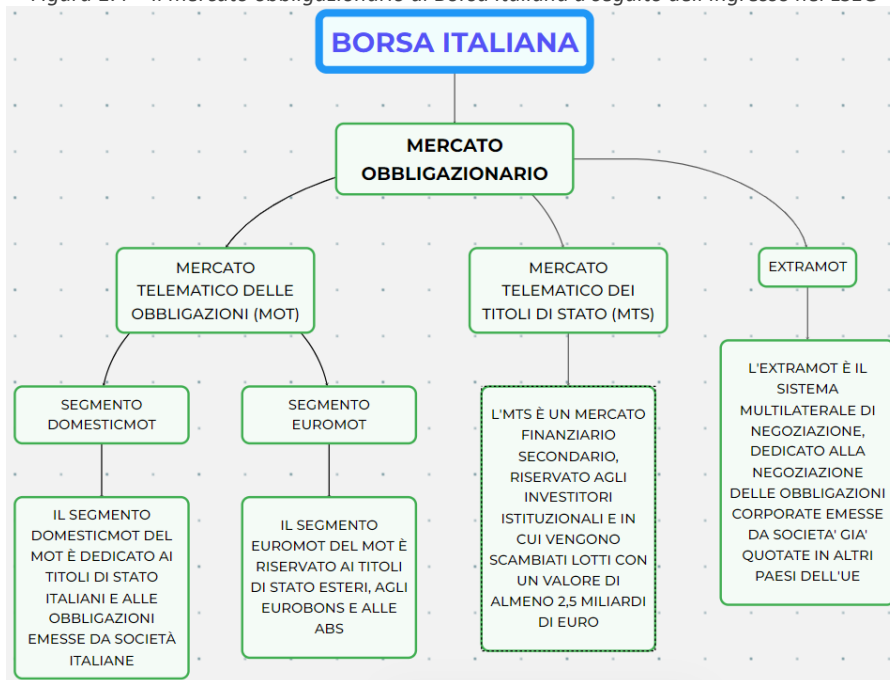 BORSA ITALIANA
MERCATO
OBBLIGAZIONARIO
MERCATO
TELEMATICO DELLE
OBBLIGAZIONI (MOT)
MERCATO
TELEMATICO DEI
TITOLI DI STATO (MTS)
EXTRAMOT
SEGMENTO
DOMESTICMOT
SEGMENTO
EUROMOT
IL SEGMENTO
DOMESTICMOT DEL
MOT È DEDICATO AI
TITOLI DI STATO
ITALIANI E ALLE
OBBLIGAZIONI
EMESSE DA SOCIETÀ
ITALIANE
IL SEGMENTO
EUROMOT DEL MOT È
RISERVATO AI TITOLI
DI STATO ESTERI, AGLI
EUROBONS E ALLE
ABS
L'MTS È UN MERCATO
FINANZIARIO
SECONDARIO,
RISERVATO AGLI
INVESTITORI
ISTITUZIONALI E IN
CUI VENGONO
SCAMBIATI LOTTI CON
UN VALORE DI
ALMENO 2,5 MILIARDI
DI EURO
L'EXTRAMOT È IL
SISTEMA
MULTILATERALE DI
NEGOZIAZIONE,
DEDICATO ALLA
NEGOZIAZIONE
DELLE OBBLIGAZIONI
CORPORATE EMESSE
DA SOCIETA' GIA'
QUOTATE IN ALTRI
PAESI DELL'UE